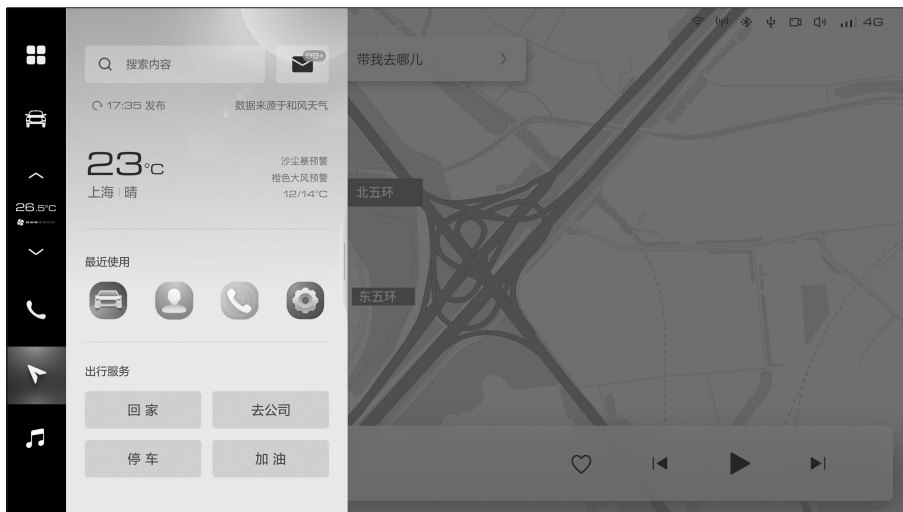 4G
搜索内容
99+
带我去哪儿
17:35 发布
数据来源于和风天气
23°C
上海 | 晴
沙尘暴预警
橙色大风预警
12/14°C
26.5°C
北五环
最近使用
东五环
出行服务
回 家
去公司
停 车
加 油